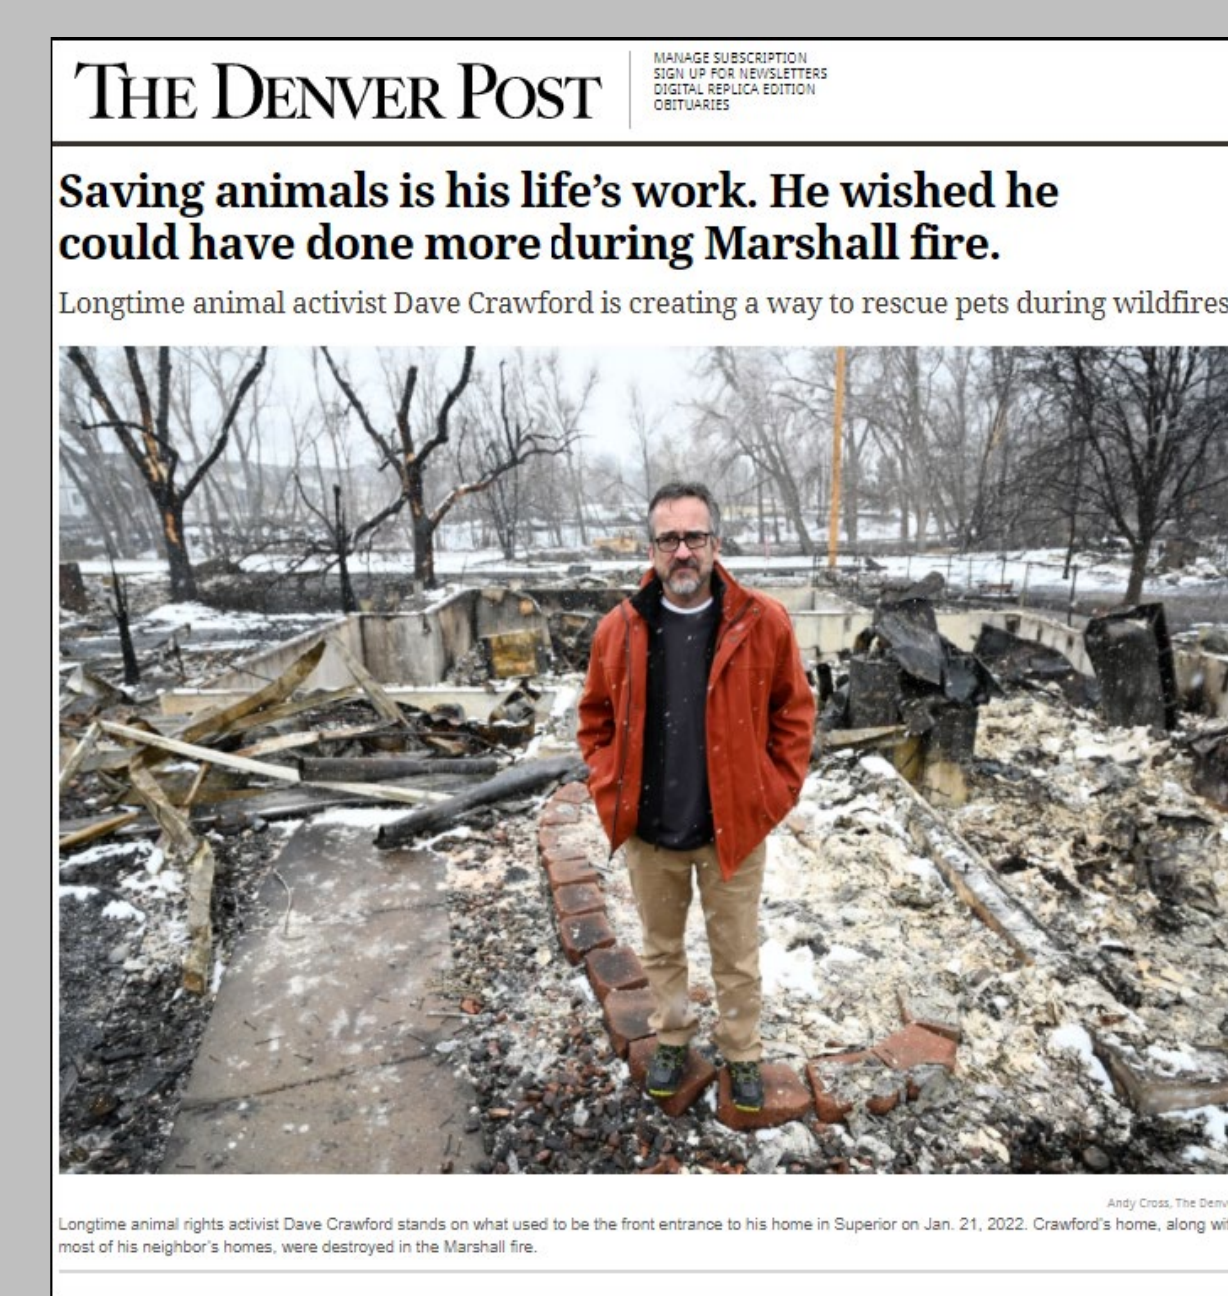 THE DENVER POST
MANAGE SUBSCRIPTION
SIGN UP FOR NEWSLETTERS
DIGITAL REPLICA EDITION
OBITUARIES
Saving animals is his life’s work. He wished he
could have done more during Marshall fire.
Longtime animal activist Dave Crawford is creating a way to rescue pets during wildfires
Andy Cross, The Denv
Longtime animal rights activist Dave Crawford stands on what used to be the front entrance to his home in Superior on Jan. 21, 2022. Crawford's home, along wi
most of his neighbor's homes, were destroyed in the Marshall fire.